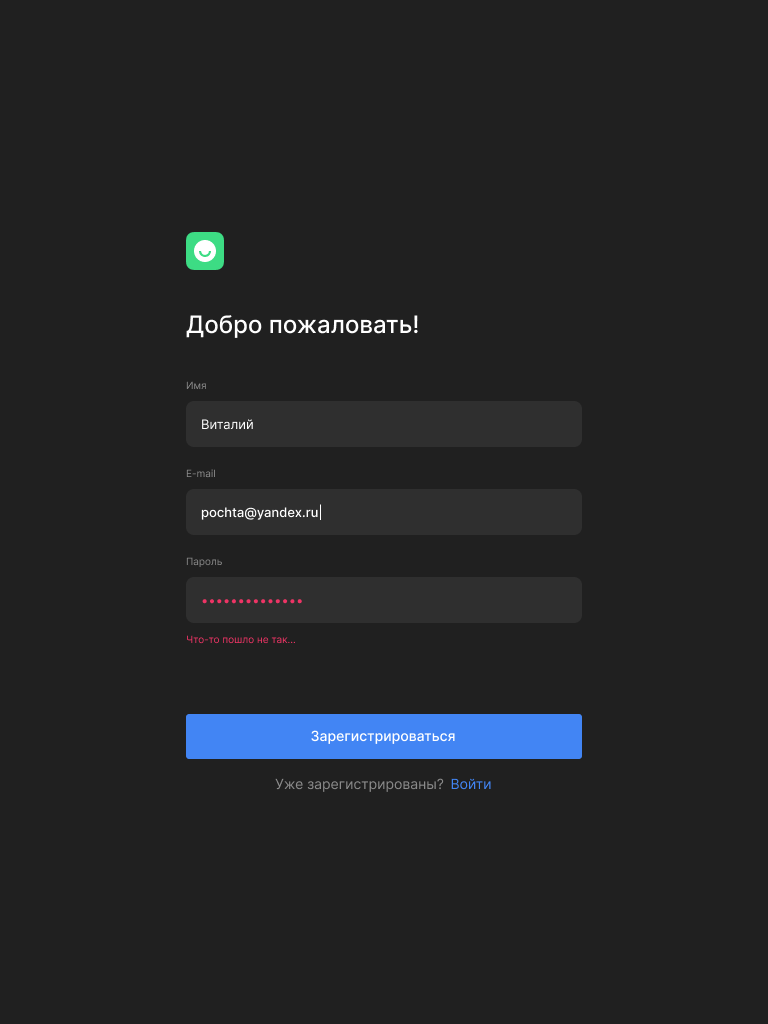 Добро пожаловать!
Имя
Виталий
E-mail
pochta@yandex.ru
Пароль
••••••••••••••
Что-то пошло не так...
Зарегистрироваться
Уже зарегистрированы? Войти